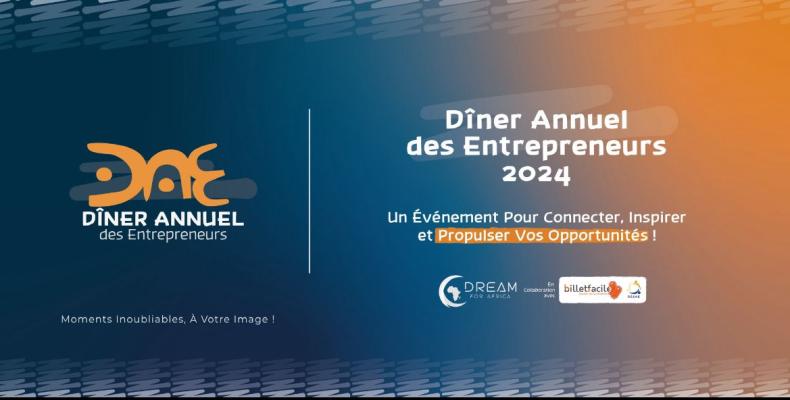 DAE
DÎNER ANNUEL
des Entrepreneurs
Moments Inoubliables, À Votre Image !
Dîner Annuel
des Entrepreneurs
2024
Un Événement Pour Connecter, Inspirer
et Propulser Vos Opportunités !
DREAM
FOR AFRICA
En
Collaboration
avec
billetfacile